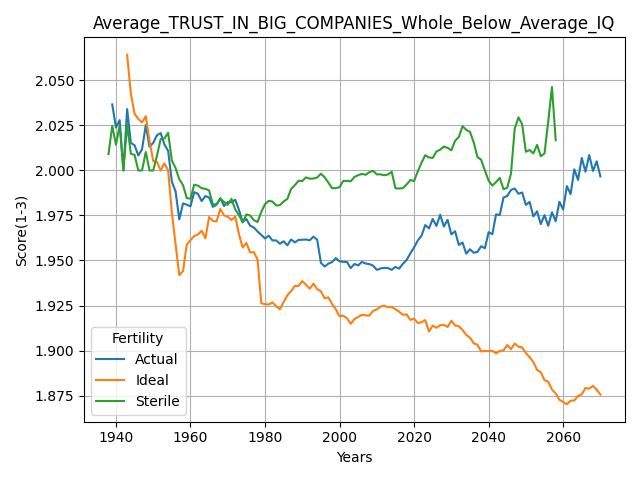 Average_TRUST_IN_BIG_COMPANIES_Whole_Below_Average_IQ
Score(1-3)
2.050
2.025
2.000
1.975
1.950
1.925
1.900
1.875
Fertility
Actual
Ideal
Sterile
1940 1960 1980 2000 2020 2040 2060
Years